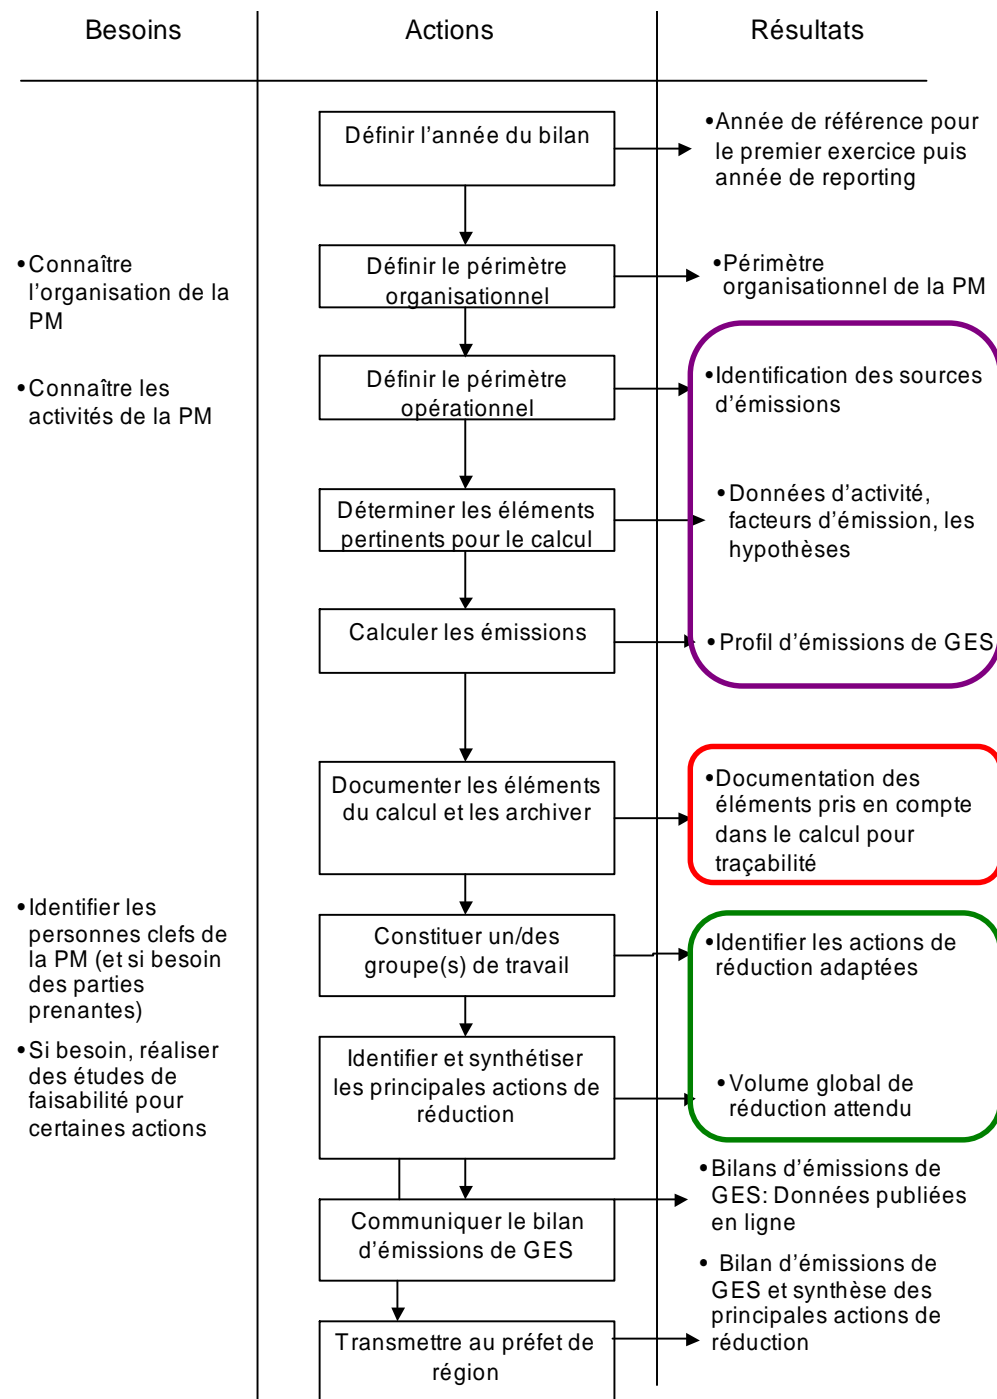 Besoins
Actions
Résultats
Définir l’année du bilan
•Année de référence pour
le premier exercice puis
année de reporting
•Connaître
l’organisation de la
PM
Définir le périmètre
organisationnel
•Périmètre
organisationnel de la PM
•Connaître les
activités de la PM
Définir le périmètre
opérationnel
•Identification des sources
d’émissions
Déterminer les éléments
pertinents pour le calcul
•Données d’activité,
facteurs d’émission, les
hypothèses
Calculer les émissions
•Profil d’émissions de GES
Documenter les éléments
du calcul et les archiver
•Documentation des
éléments pris en compte
dans le calcul pour
traçabilité
•Identifier les
personnes clefs de
la PM (et si besoin
des parties
prenantes)
Constituer un/des
groupe(s) de travail
•Identifier les actions de
réduction adaptées
•Si besoin, réaliser
des études de
faisabilité pour
certaines actions
Identifier et synthétiser
les principales actions de
réduction
•Volume global de
réduction attendu
Communiquer le bilan
d’émissions de GES
•Bilans d’émissions de
GES: Données publiées
en ligne
Transmettre au préfet de
région
• Bilan d’émissions de
GES et synthèse des
principales actions de
réduction